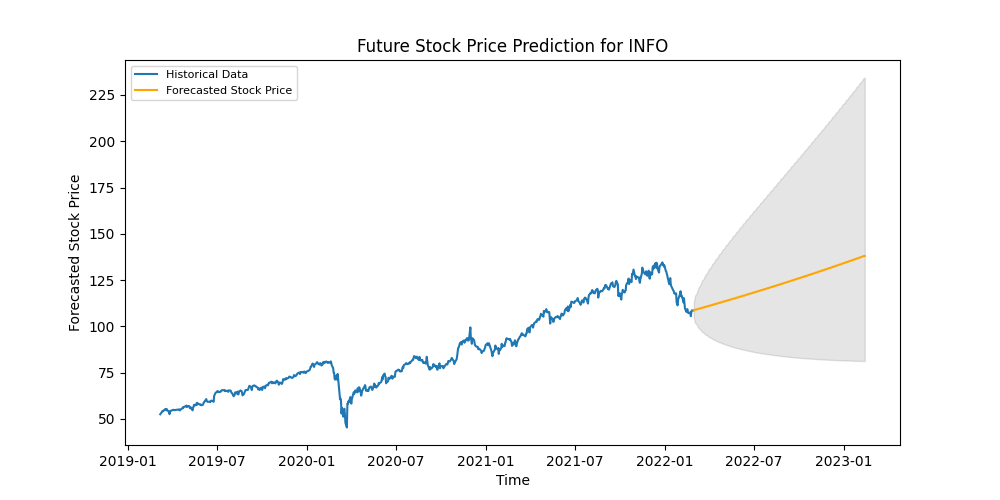 Future Stock Price Prediction for INFO
Historical Data
Forecasted Stock Price
Forecasted Stock Price
225
200
175
150
125
100
75
50
2019-01 2019-07 2020-01 2020-07 2021-01 2021-07 2022-01 2022-07 2023-01
Time